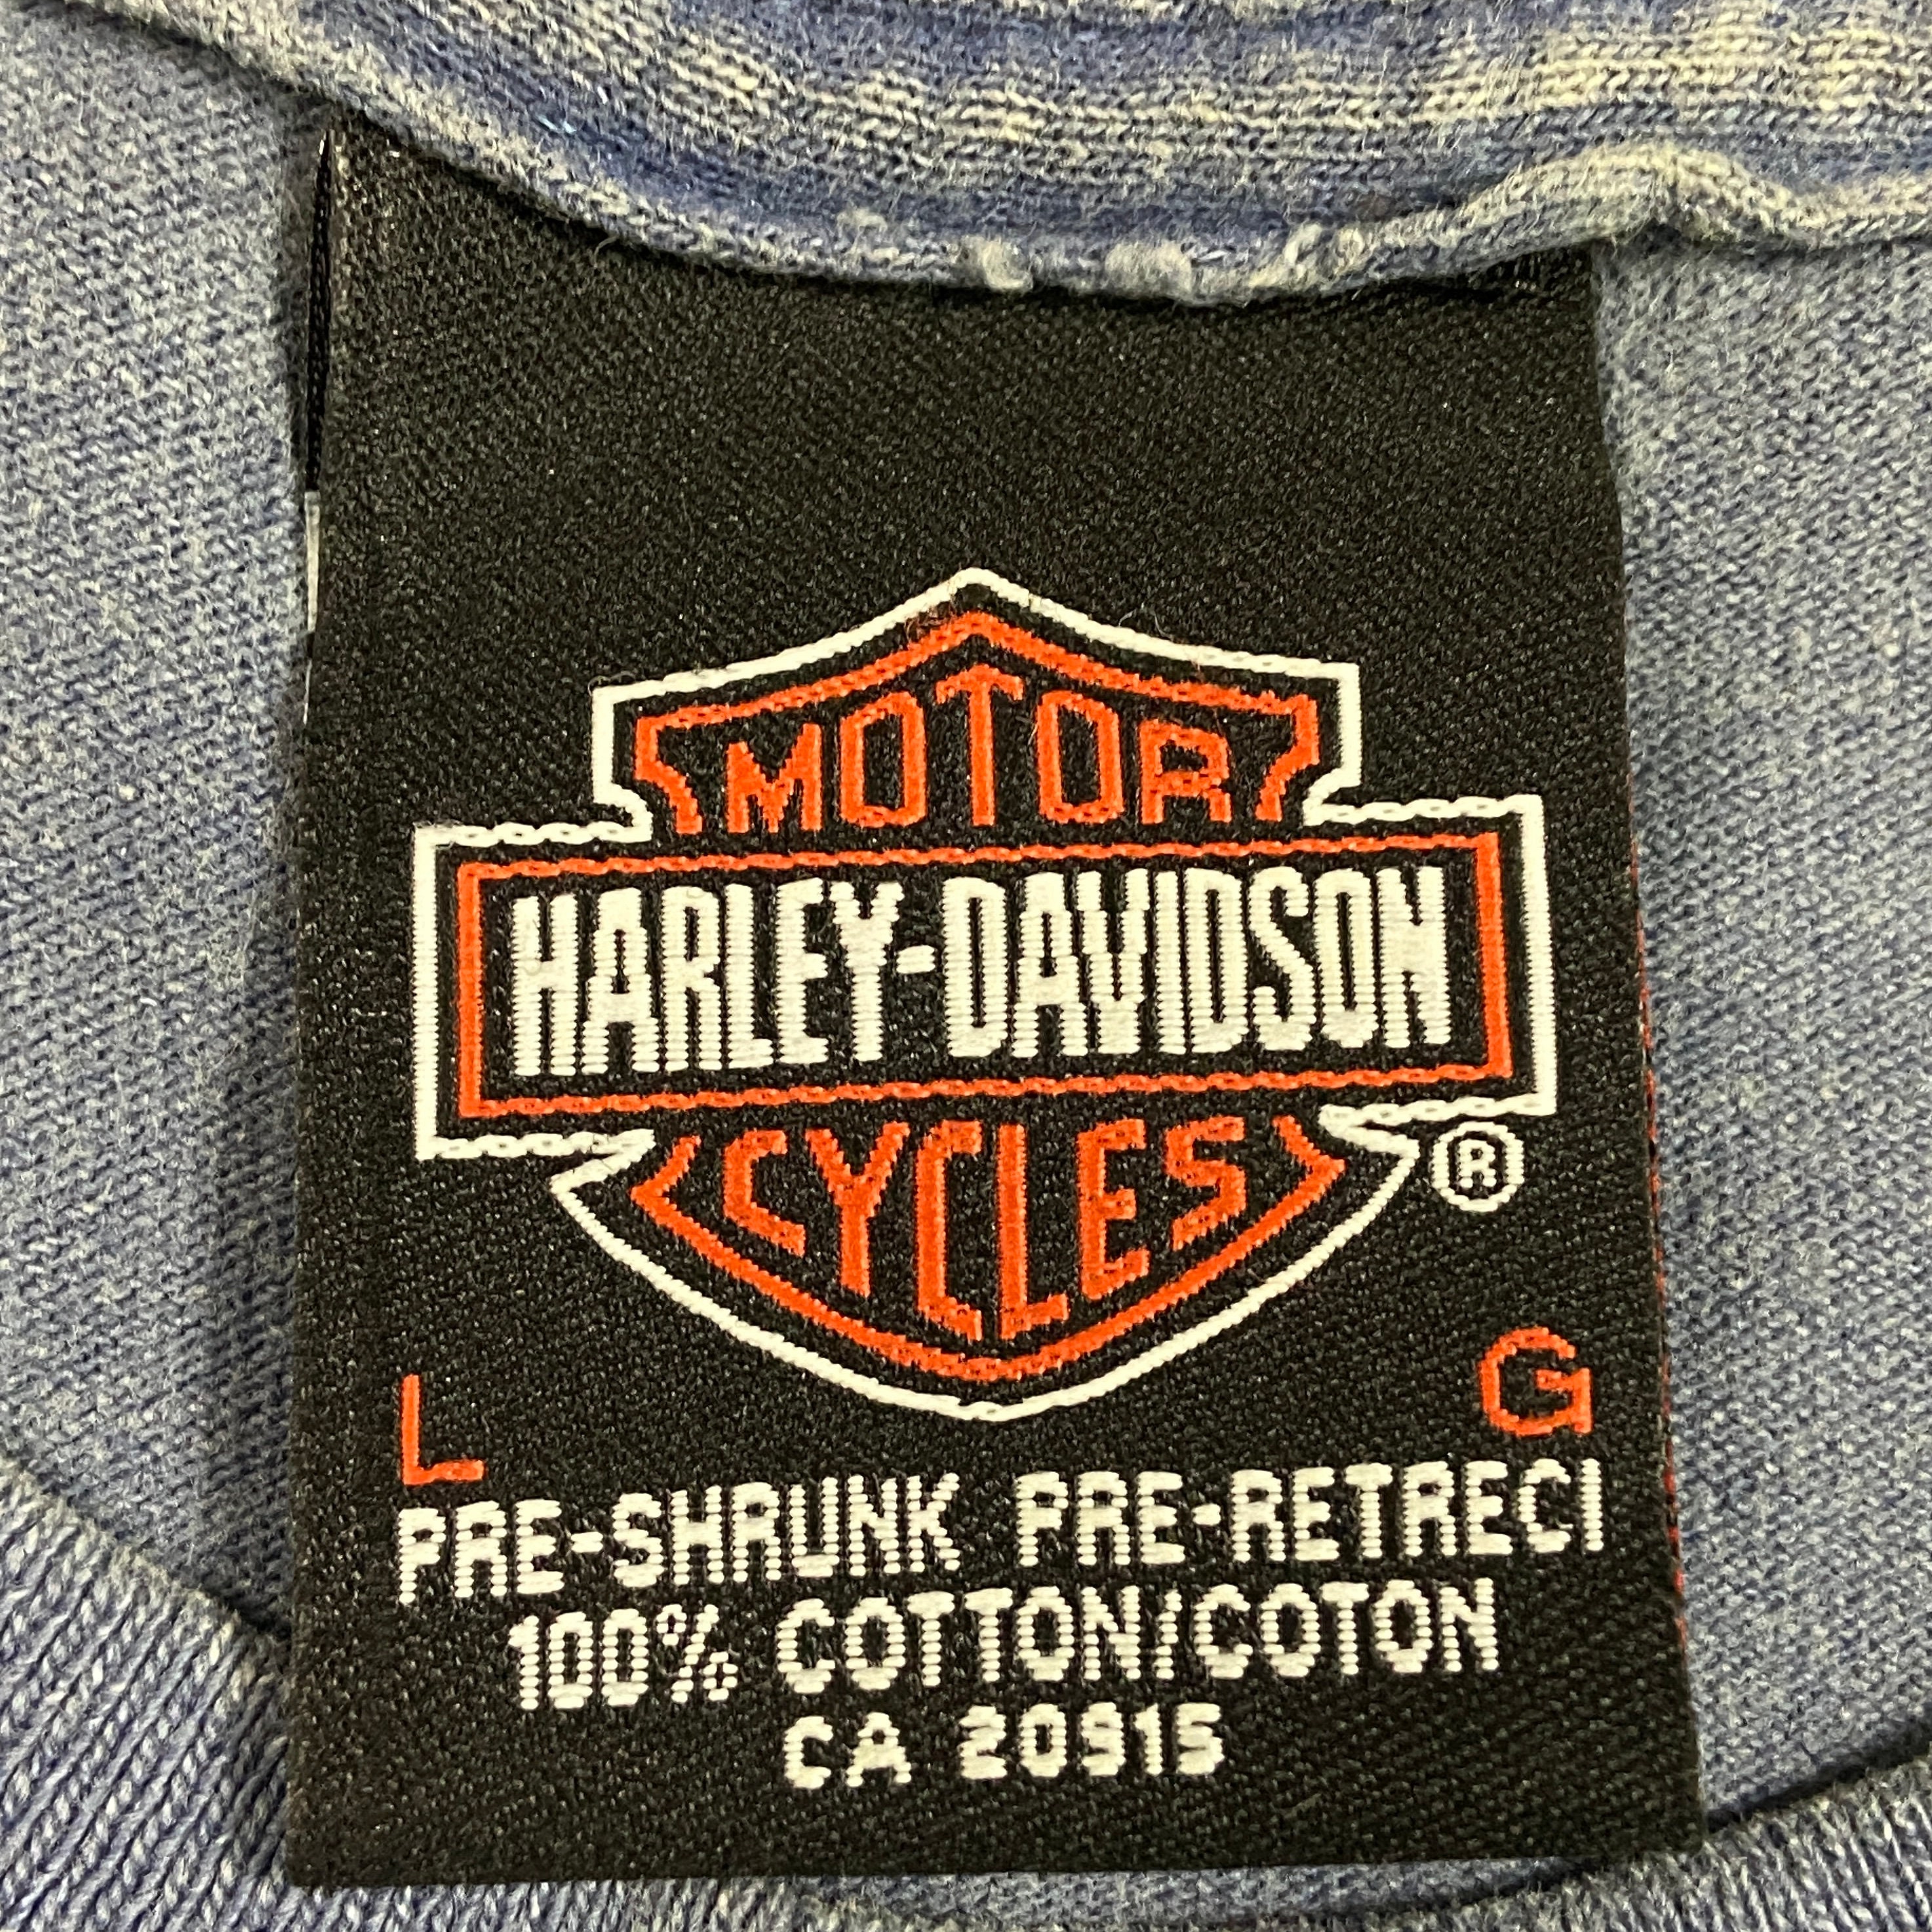 MOTOR
HARLEY-DAVIDSON
CYCLES
®
L G
PRE-SHRUNK PRE-RETRECI
100% COTTON/COTON
CA 20915